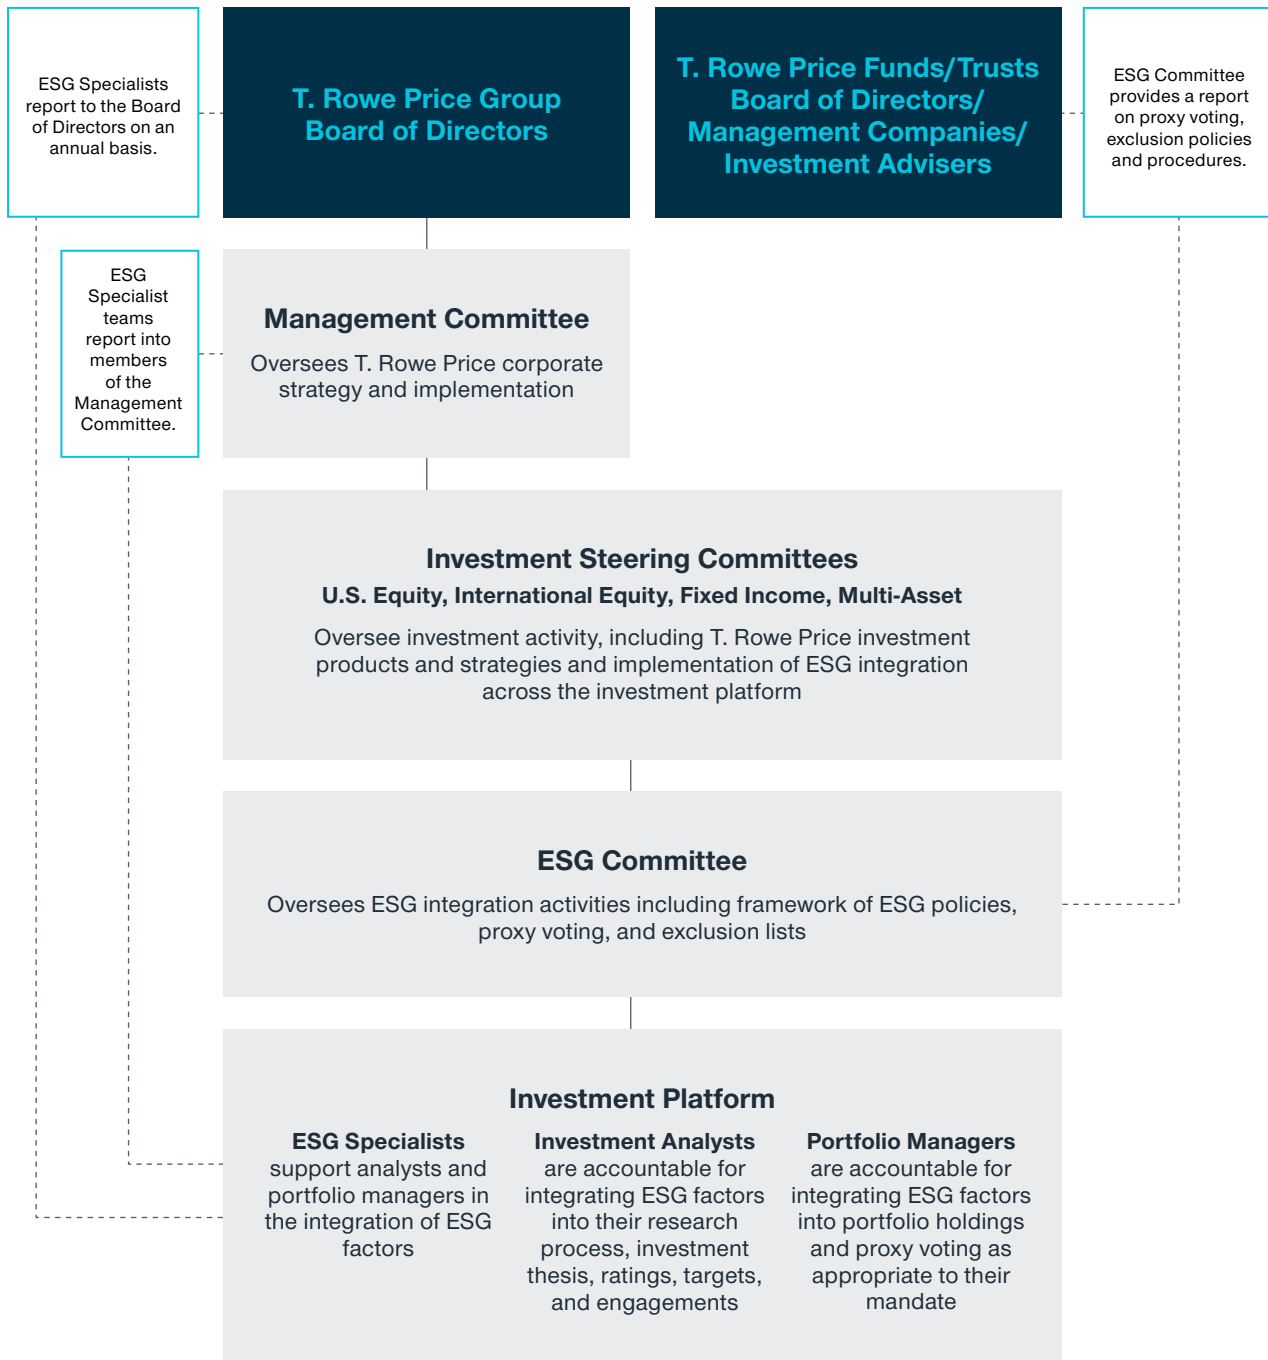 ESG Specialists
report to the Board
of Directors on an
annual basis.
T. Rowe Price Group
Board of Directors
T. Rowe Price Funds/Trusts
Board of Directors/
Management Companies/
Investment Advisers
ESG Committee
provides a report
on proxy voting,
exclusion policies
and procedures.
ESG
Specialist
teams
report into
members
of the
Management
Committee.
Management Committee
Oversees T. Rowe Price corporate
strategy and implementation
Investment Steering Committees
U.S. Equity, International Equity, Fixed Income, Multi-Asset
Oversee investment activity, including T. Rowe Price investment
products and strategies and implementation of ESG integration
across the investment platform
ESG Committee
Oversees ESG integration activities including framework of ESG policies,
proxy voting, and exclusion lists
Investment Platform
ESG Specialists
support analysts and
portfolio managers in
the integration of ESG
factors
Investment Analysts
are accountable for
integrating ESG factors
into their research
process, investment
thesis, ratings, targets,
and engagements
Portfolio Managers
are accountable for
integrating ESG factors
into portfolio holdings
and proxy voting as
appropriate to their
mandate